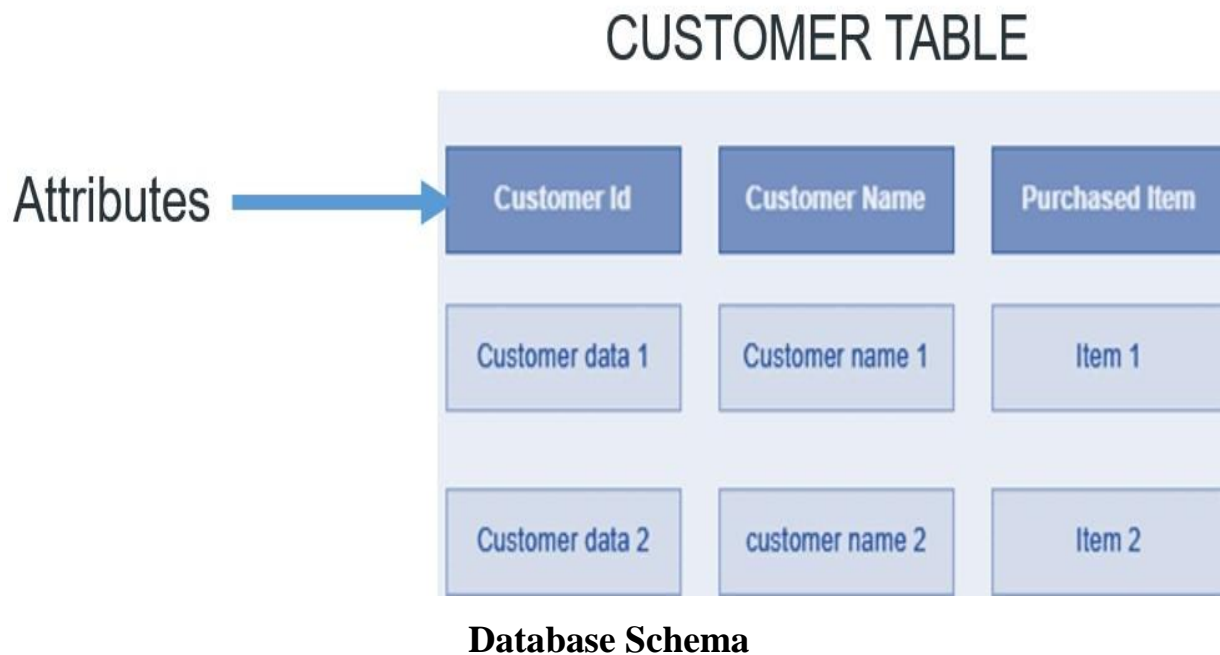 CUSTOMER TABLE
Attributes
Customer Id Customer Name Purchased Item
Customer data 1 Customer name 1 Item 1
Customer data 2 customer name 2 Item 2
Database Schema